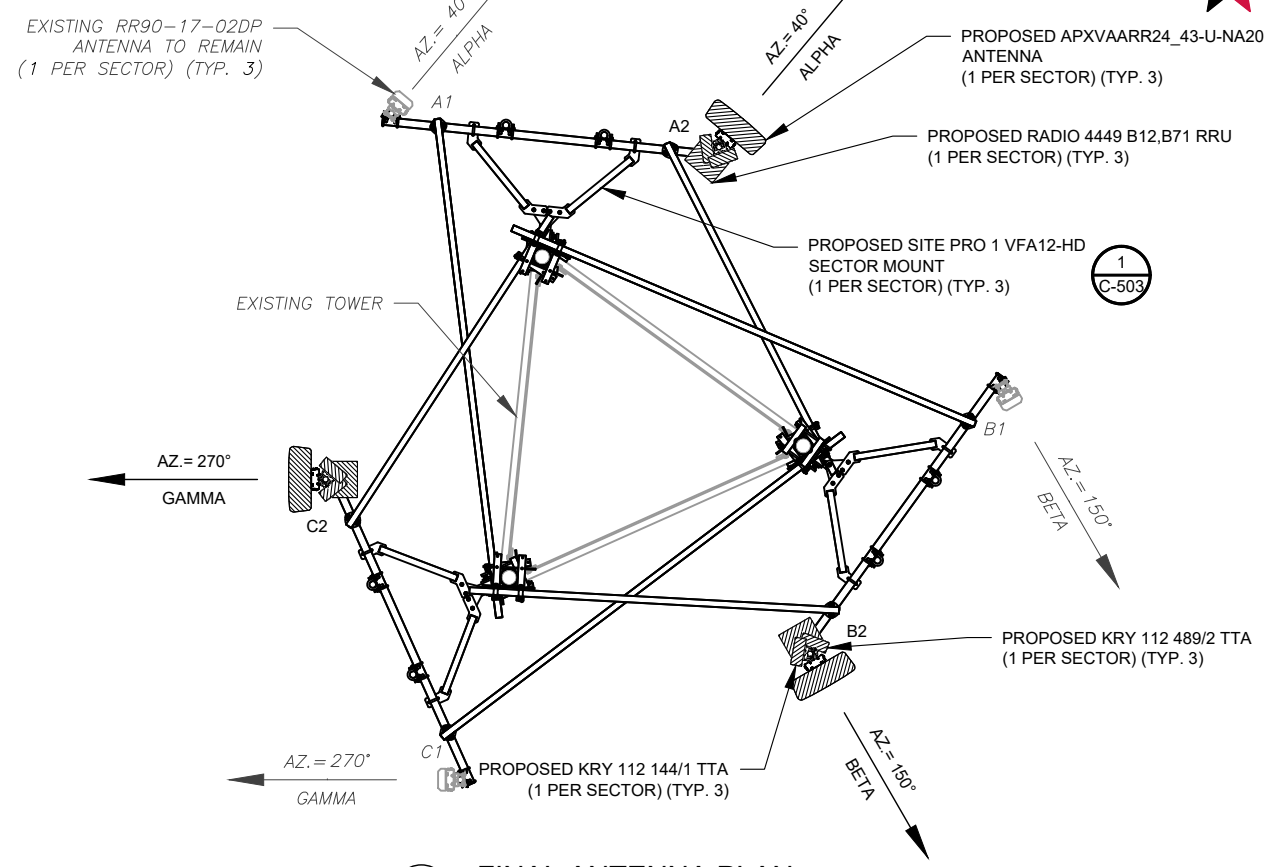 EXISTING RR90-17-02DP
ANTENNA TO REMAIN
(1 PER SECTOR) (TYP. 3)
AZ.= 40°
ALPHA
AZ.= 40°
ALPHA
PROPOSED APXVAARR24_43-U-NA20
ANTENNA
(1 PER SECTOR) (TYP. 3)
A1
A2
PROPOSED RADIO 4449 B12,B71 RRU
(1 PER SECTOR) (TYP. 3)
PROPOSED SITE PRO 1 VFA12-HD
SECTOR MOUNT
(1 PER SECTOR) (TYP. 3)
1
C-503
EXISTING TOWER
B1
AZ.= 150°
BETA
AZ.= 270°
GAMMA
C2
B2
PROPOSED KRY 112 489/2 TTA
(1 PER SECTOR) (TYP. 3)
C1
AZ.= 270°
GAMMA
PROPOSED KRY 112 144/1 TTA
(1 PER SECTOR) (TYP. 3)
AZ.= 150°
BETA
FINAL ANTENNA PLAN